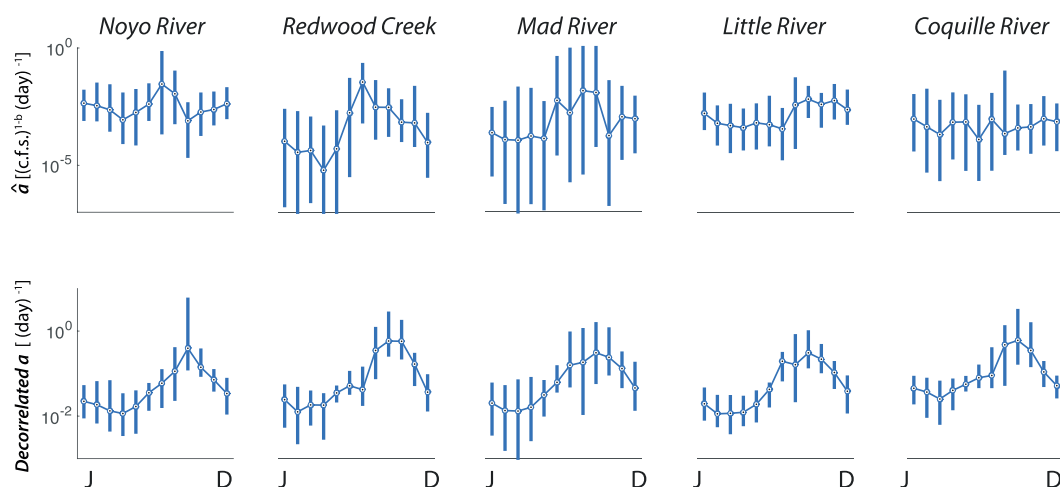 Noyo River Redwood Creek Mad River Little River Coquille River
10^0
10^-5
â [(c.f.s.)^1-b (day)^-1]
10^0
10^-2
Decorrelated a [ (day)^-1]
J D J D J D J D J D